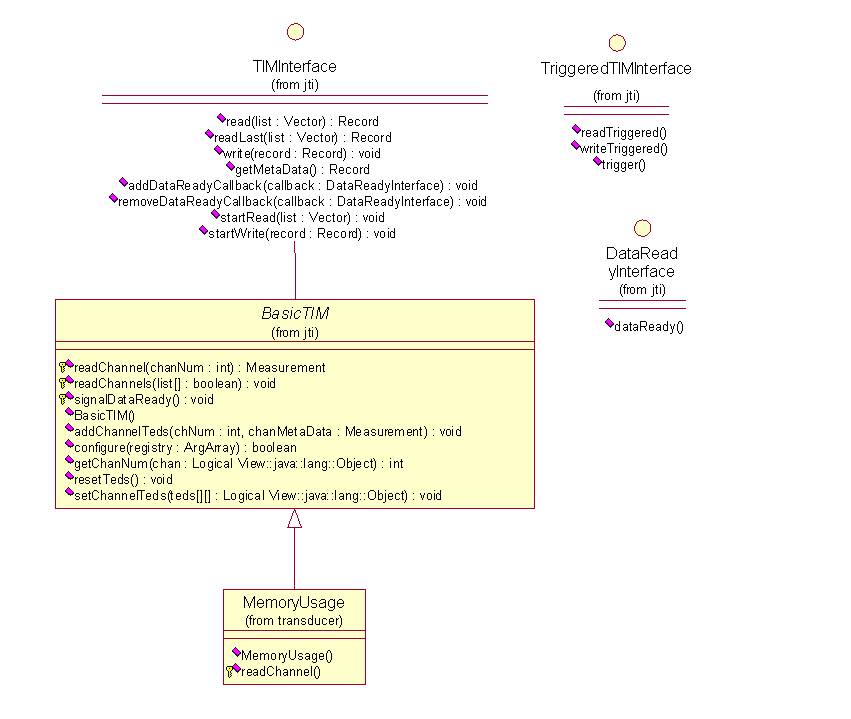 TIMInterface
(from jti)
read(list : Vector) : Record
readLast(list : Vector) : Record
write(record : Record) : void
getMetaData() : Record
addDataReadyCallback(callback : DataReadyInterface) : void
removeDataReadyCallback(callback : DataReadyInterface) : void
startRead(list : Vector) : void
startWrite(record : Record) : void
TriggeredTIMInterface
(from jti)
readTriggered()
writeTriggered()
trigger()
DataRead
yInterface
(from jti)
dataReady()
BasicTIM
(from jti)
readChannel(chanNum : int) : Measurement
readChannels(list[] : boolean) : void
signalDataReady() : void
BasicTIM()
addChannelTeds(chNum : int, chanMetaData : Measurement) : void
configure(registry : ArgArray) : boolean
getChanNum(chan : Logical View::java::lang::Object) : int
resetTeds() : void
setChannelTeds(teds[][] : Logical View::java::lang::Object) : void
MemoryUsage
(from transducer)
MemoryUsage()
readChannel()